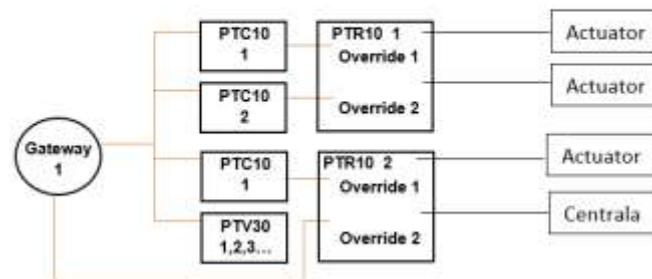 PTC10
1
PTR10 1
Override 1
Override 2
Actuator
Actuator
PTC10
2
Gateway
1
PTC10
1
PTR10 2
Override 1
Override 2
Actuator
Centrala
PTV30
1,2,3...